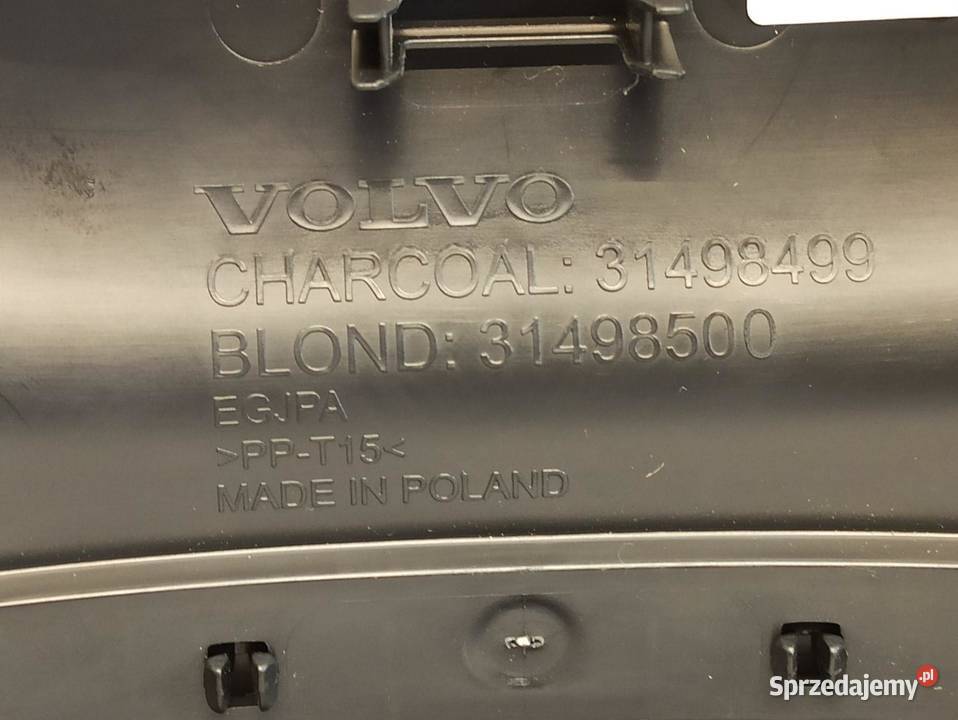 VOLVO
CHARCOAL: 31498499
BLOND: 31498500
EGJPA
>PP-T15<
MADE IN POLAND
Sprzedajemy.pl